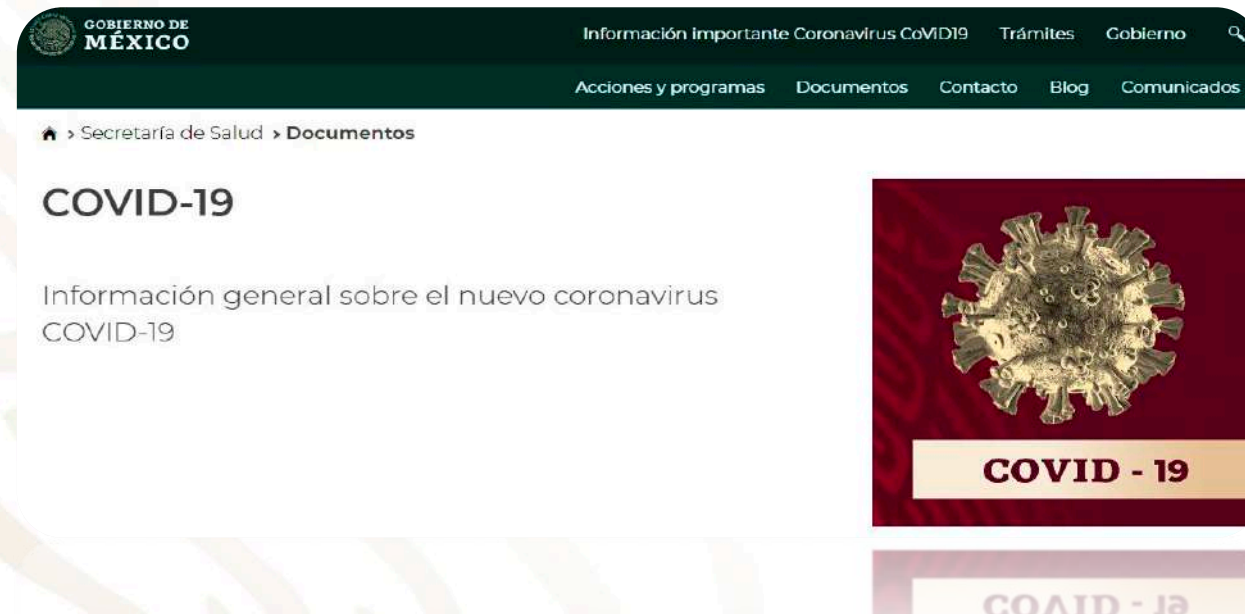 GOBIERNO DE
MÉXICO
Información importante Coronavirus CoViD19 Trámites Gobierno
Acciones y programas Documentos Contacto Blog Comunicados
> Secretaría de Salud > Documentos
COVID-19
Información general sobre el nuevo coronavirus
COVID-19
COVID - 19